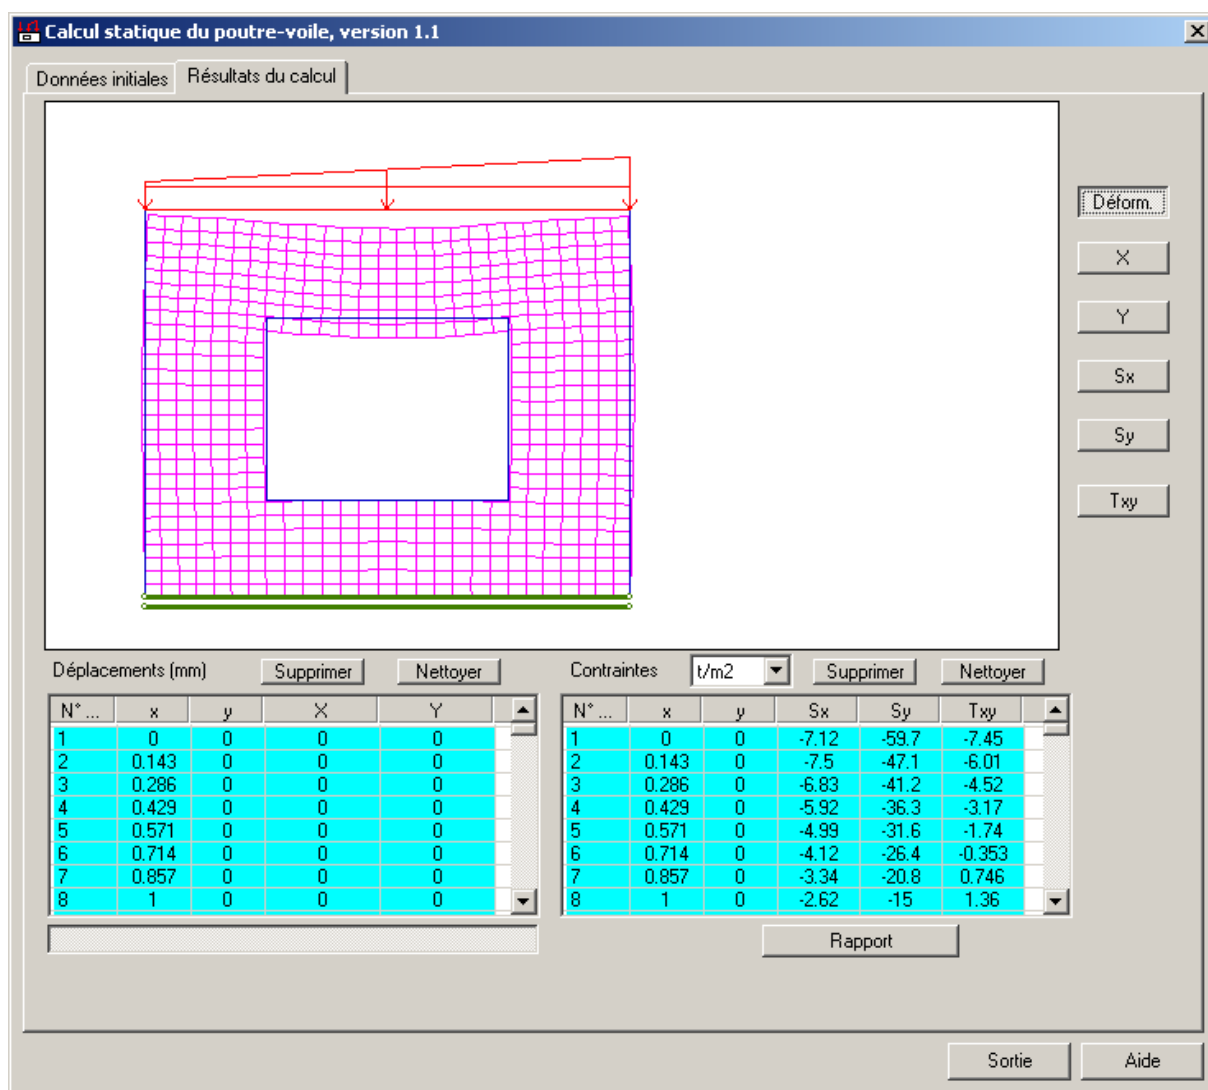 Calcul statique du poutre-voile, version 1.1
Données initiales Résultats du calcul
Déform.
X
Y
Sx
Sy
Txy
Déplacements (mm) Supprimer Nettoyer
N° ... x y X Y
1 0 0 0 0
2 0.143 0 0 0
3 0.286 0 0 0
4 0.429 0 0 0
5 0.571 0 0 0
6 0.714 0 0 0
7 0.857 0 0 0
8 1 0 0 0
Contraintes t/m2 Supprimer Nettoyer
N° ... x y Sx Sy Txy
1 0 0 -7.12 -59.7 -7.45
2 0.143 0 -7.5 -47.1 -6.01
3 0.286 0 -6.83 -41.2 -4.52
4 0.429 0 -5.92 -36.3 -3.17
5 0.571 0 -4.99 -31.6 -1.74
6 0.714 0 -4.12 -26.4 -0.353
7 0.857 0 -3.34 -20.8 0.746
8 1 0 -2.62 -15 1.36
Rapport
Sortie Aide